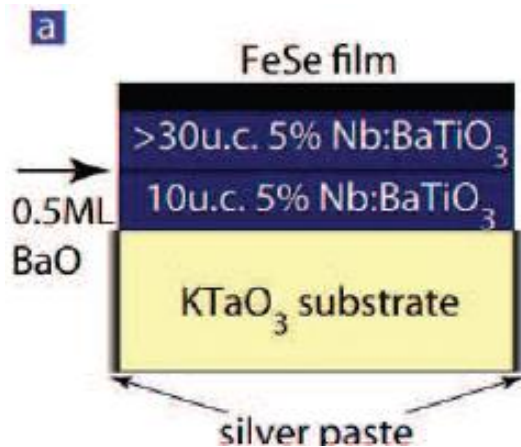 a
FeSe film
>30u.c. 5% Nb:BaTiO₃
10u.c. 5% Nb:BaTiO₃
0.5ML
BaO
KTaO₃ substrate
silver paste